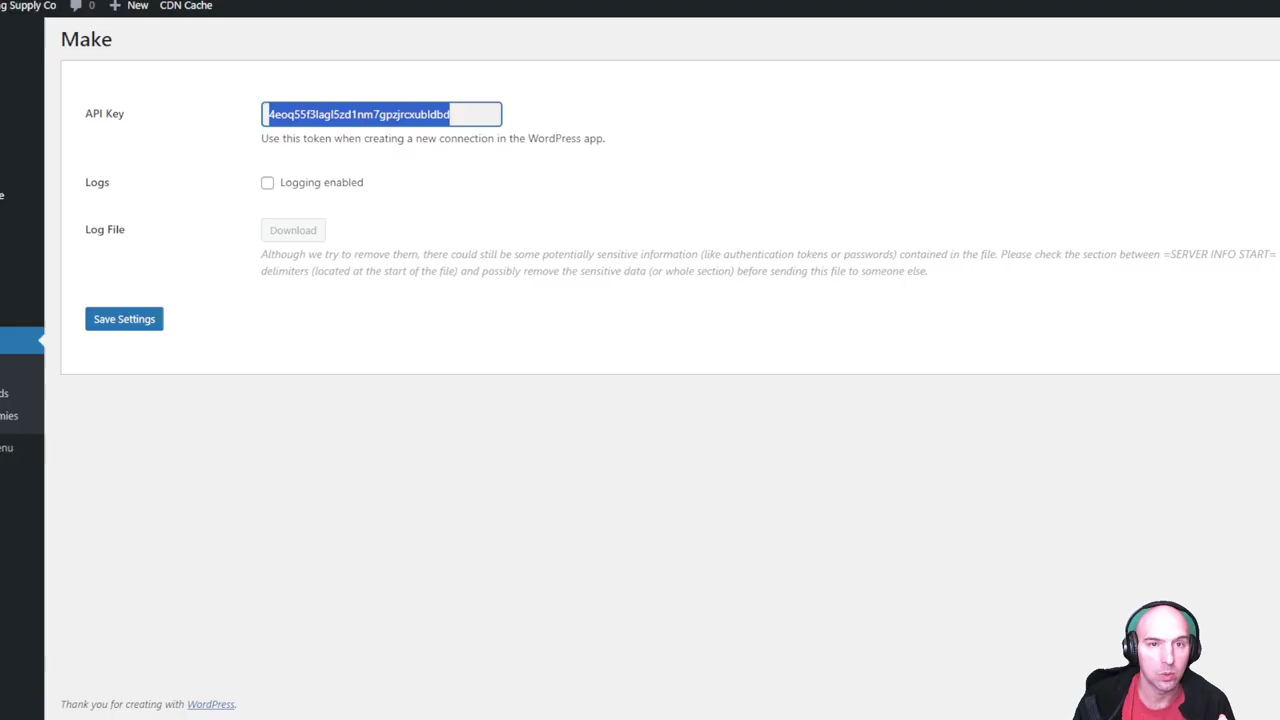 g Supply Co 0 New CDN Cache
Make
API Key
4eoq55f3lagl5zd1nm7gpzjrcxubldbd
Use this token when creating a new connection in the WordPress app.
Logs
Logging enabled
e
Log File
Download
Although we try to remove them, there could still be some potentially sensitive information (like authentication tokens or passwords) contained in the file. Please check the section between =SERVER INFO START=
delimiters (located at the start of the file) and possibly remove the sensitive data (or whole section) before sending this file to someone else.
Save Settings
ds
mies
enu
Thank you for creating with WordPress.